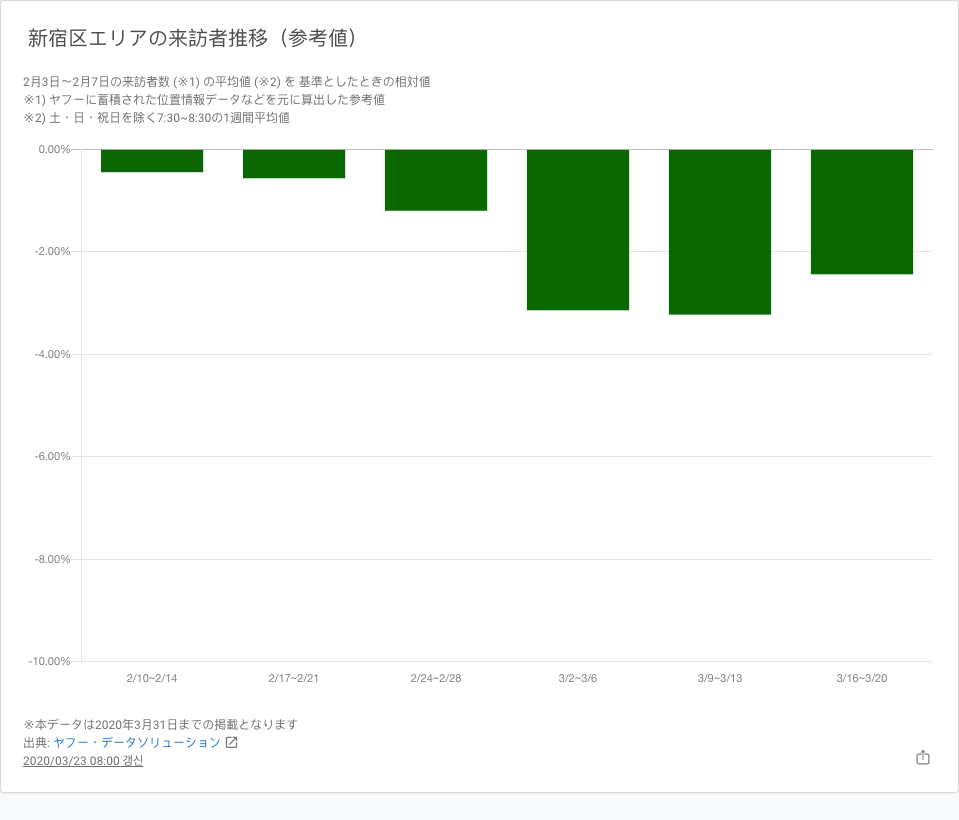 新宿区エリアの来訪者推移（参考値）
2月3日～2月7日の来訪者数 (※1) の平均値 (※2) を 基準としたときの相対値
※1) ヤフーに蓄積された位置情報データなどを元に算出した参考値
※2) 土・日・祝日を除く7:30~8:30の1週間平均値
0.00%
-2.00%
-4.00%
-6.00%
-8.00%
-10.00%
2/10~2/14 2/17~2/21 2/24~2/28 3/2~3/6 3/9~3/13 3/16~3/20
※本データは2020年3月31日までの掲載となります
出典: ヤフー・データソリューション
2020/03/23 08:00 갱신